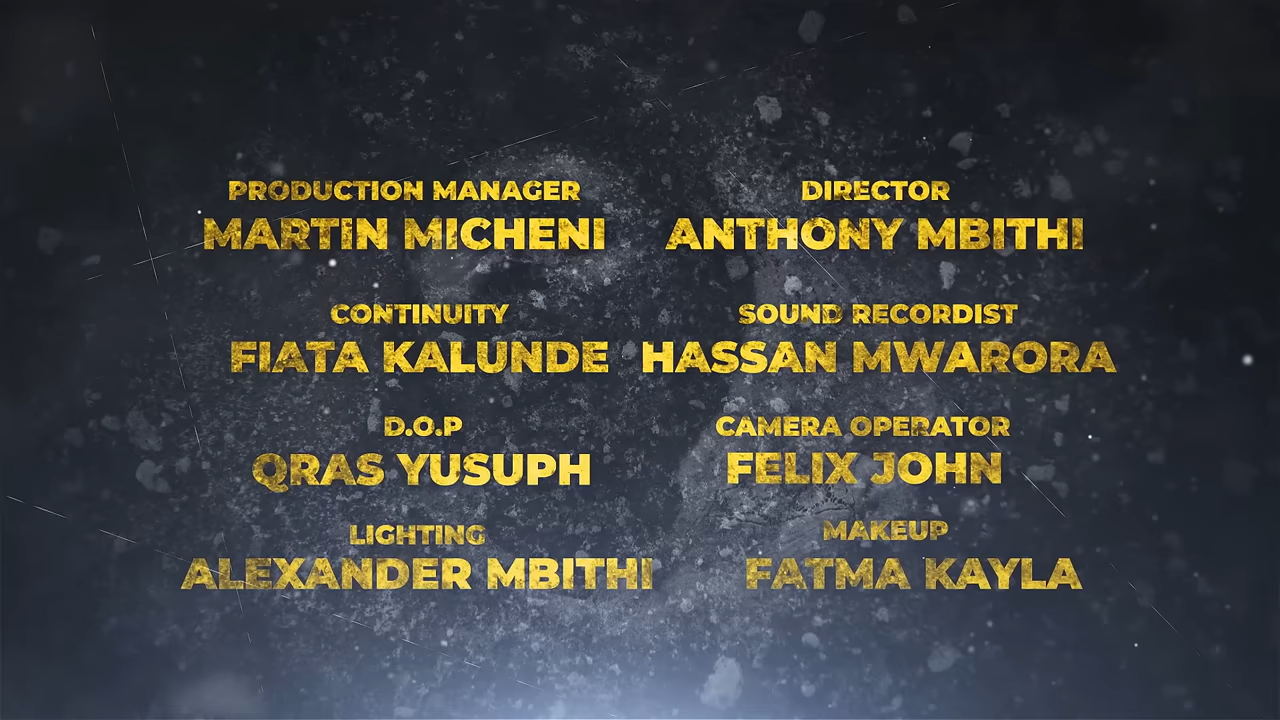 PRODUCTION MANAGER
MARTIN MICHENI
DIRECTOR
ANTHONY MBITHI
CONTINUITY
FIATA KALUNDE
SOUND RECORDIST
HASSAN MWARORA
D.O.P
QRAS YUSUPH
CAMERA OPERATOR
FELIX JOHN
LIGHTING
ALEXANDER MBITHI
MAKEUP
FATMA KAYLA